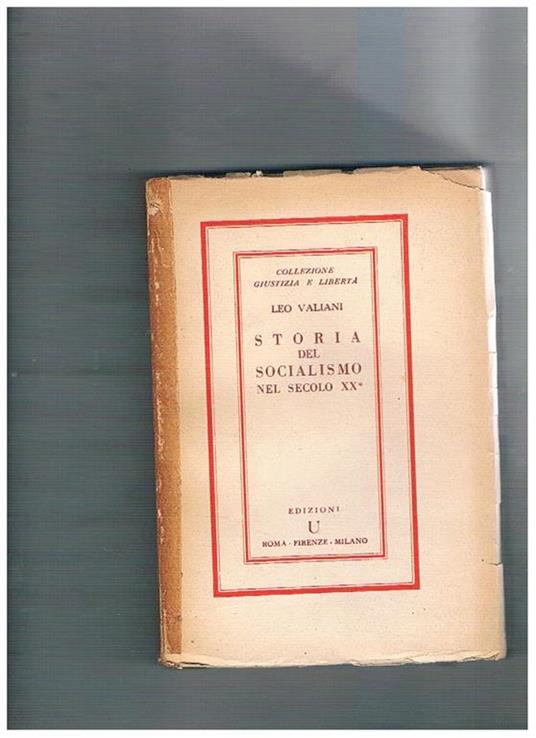 COLLEZIONE
GIUSTIZIA E LIBERTÀ
LEO VALIANI
STORIA
DEL
SOCIALISMO
NEL SECOLO XX°
EDIZIONI
U
ROMA - FIRENZE - MILANO